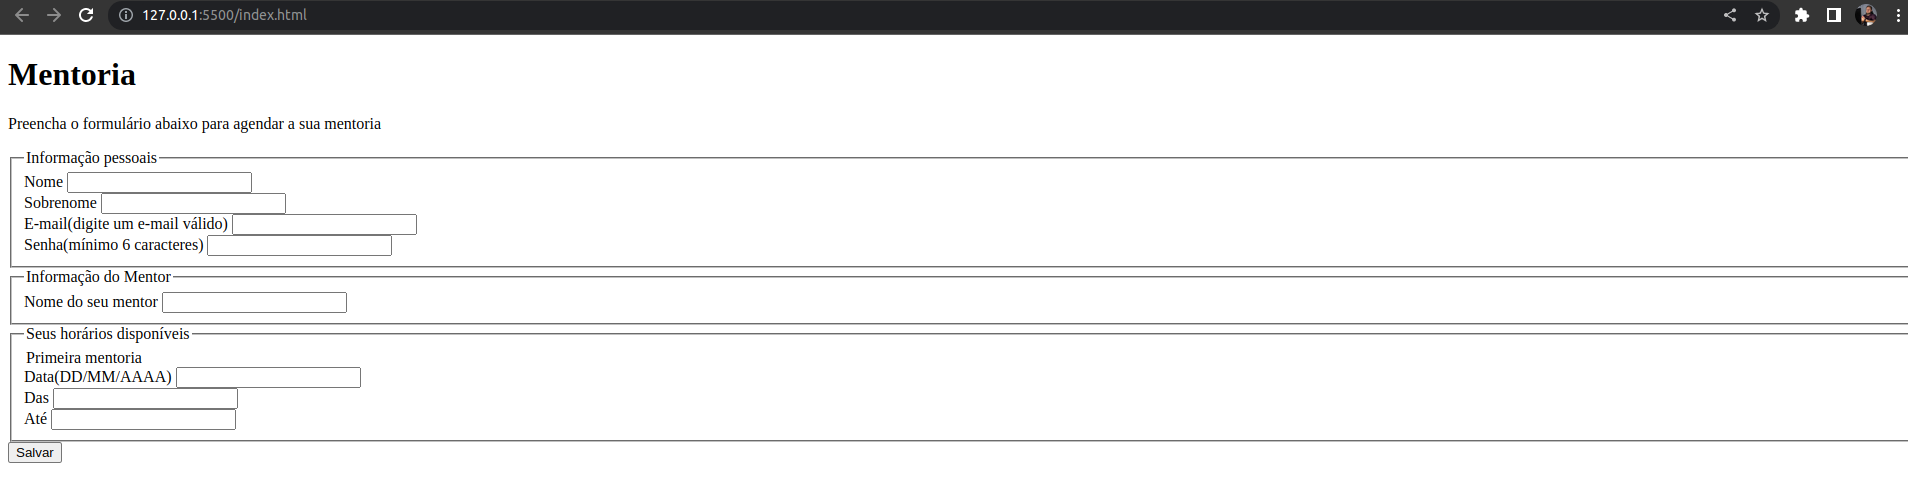 127.0.0.1:5500/index.html
Mentoria
Preencha o formulário abaixo para agendar a sua mentoria
Informação pessoais
Nome
Sobrenome
E-mail(digite um e-mail válido)
Senha(mínimo 6 caracteres)
Informação do Mentor
Nome do seu mentor
Seus horários disponíveis
Primeira mentoria
Data(DD/MM/AAAA)
Das
Até
Salvar